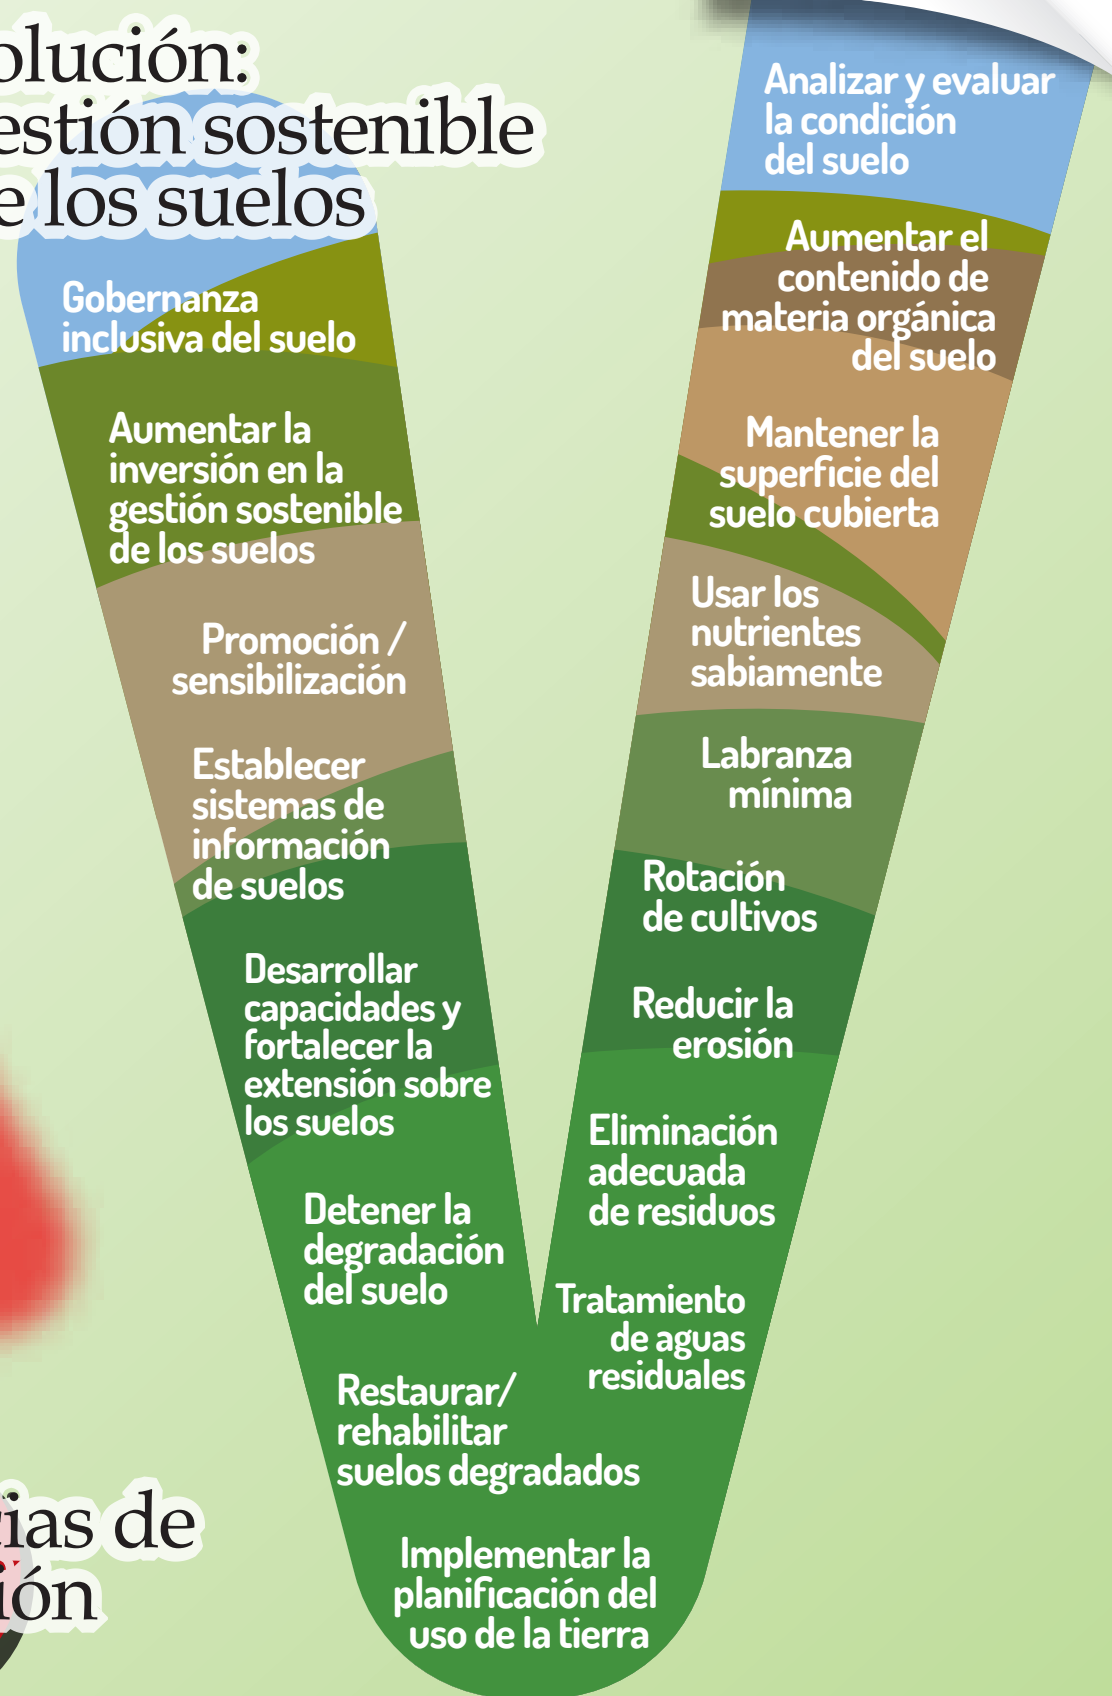 olución:
estión sostenible
e los suelos
Gobernanza
inclusiva del suelo
Aumentar la
inversión en la
gestión sostenible
de los suelos
Promoción /
sensibilización
Establecer
sistemas de
información
de suelos
Desarrollar
capacidades y
fortalecer la
extensión sobre
los suelos
Detener la
degradación
del suelo
Restaurar/
rehabilitar
suelos degradados
Implementar la
planificación del
uso de la tierra
Analizar y evaluar
la condición
del suelo
Aumentar el
contenido de
materia orgánica
del suelo
Mantener la
superficie del
suelo cubierta
Usar los
nutrientes
sabiamente
Labranza
mínima
Rotación
de cultivos
Reducir la
erosión
Eliminación
adecuada
de residuos
Tratamiento
de aguas
residuales
ias de
ión